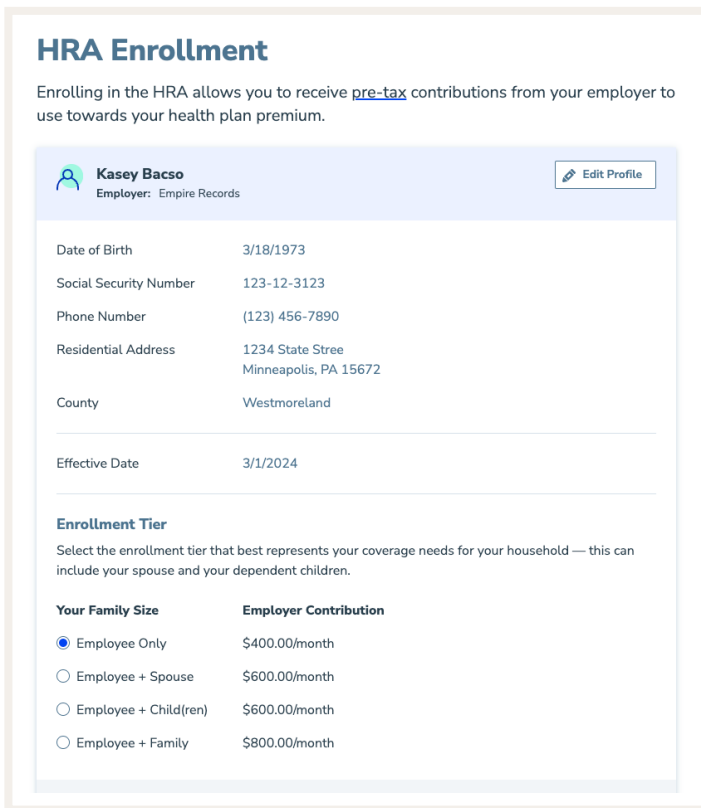 HRA Enrollment
Enrolling in the HRA allows you to receive pre-tax contributions from your employer to
use towards your health plan premium.
Kasey Bacso
Employer: Empire Records
Edit Profile
Date of Birth 3/18/1973
Social Security Number 123-12-3123
Phone Number (123) 456-7890
Residential Address 1234 State Stree
Minneapolis, PA 15672
County Westmoreland
Effective Date 3/1/2024
Enrollment Tier
Select the enrollment tier that best represents your coverage needs for your household — this can
include your spouse and your dependent children.
Your Family Size Employer Contribution
Employee Only $400.00/month
Employee + Spouse $600.00/month
Employee + Child(ren) $600.00/month
Employee + Family $800.00/month